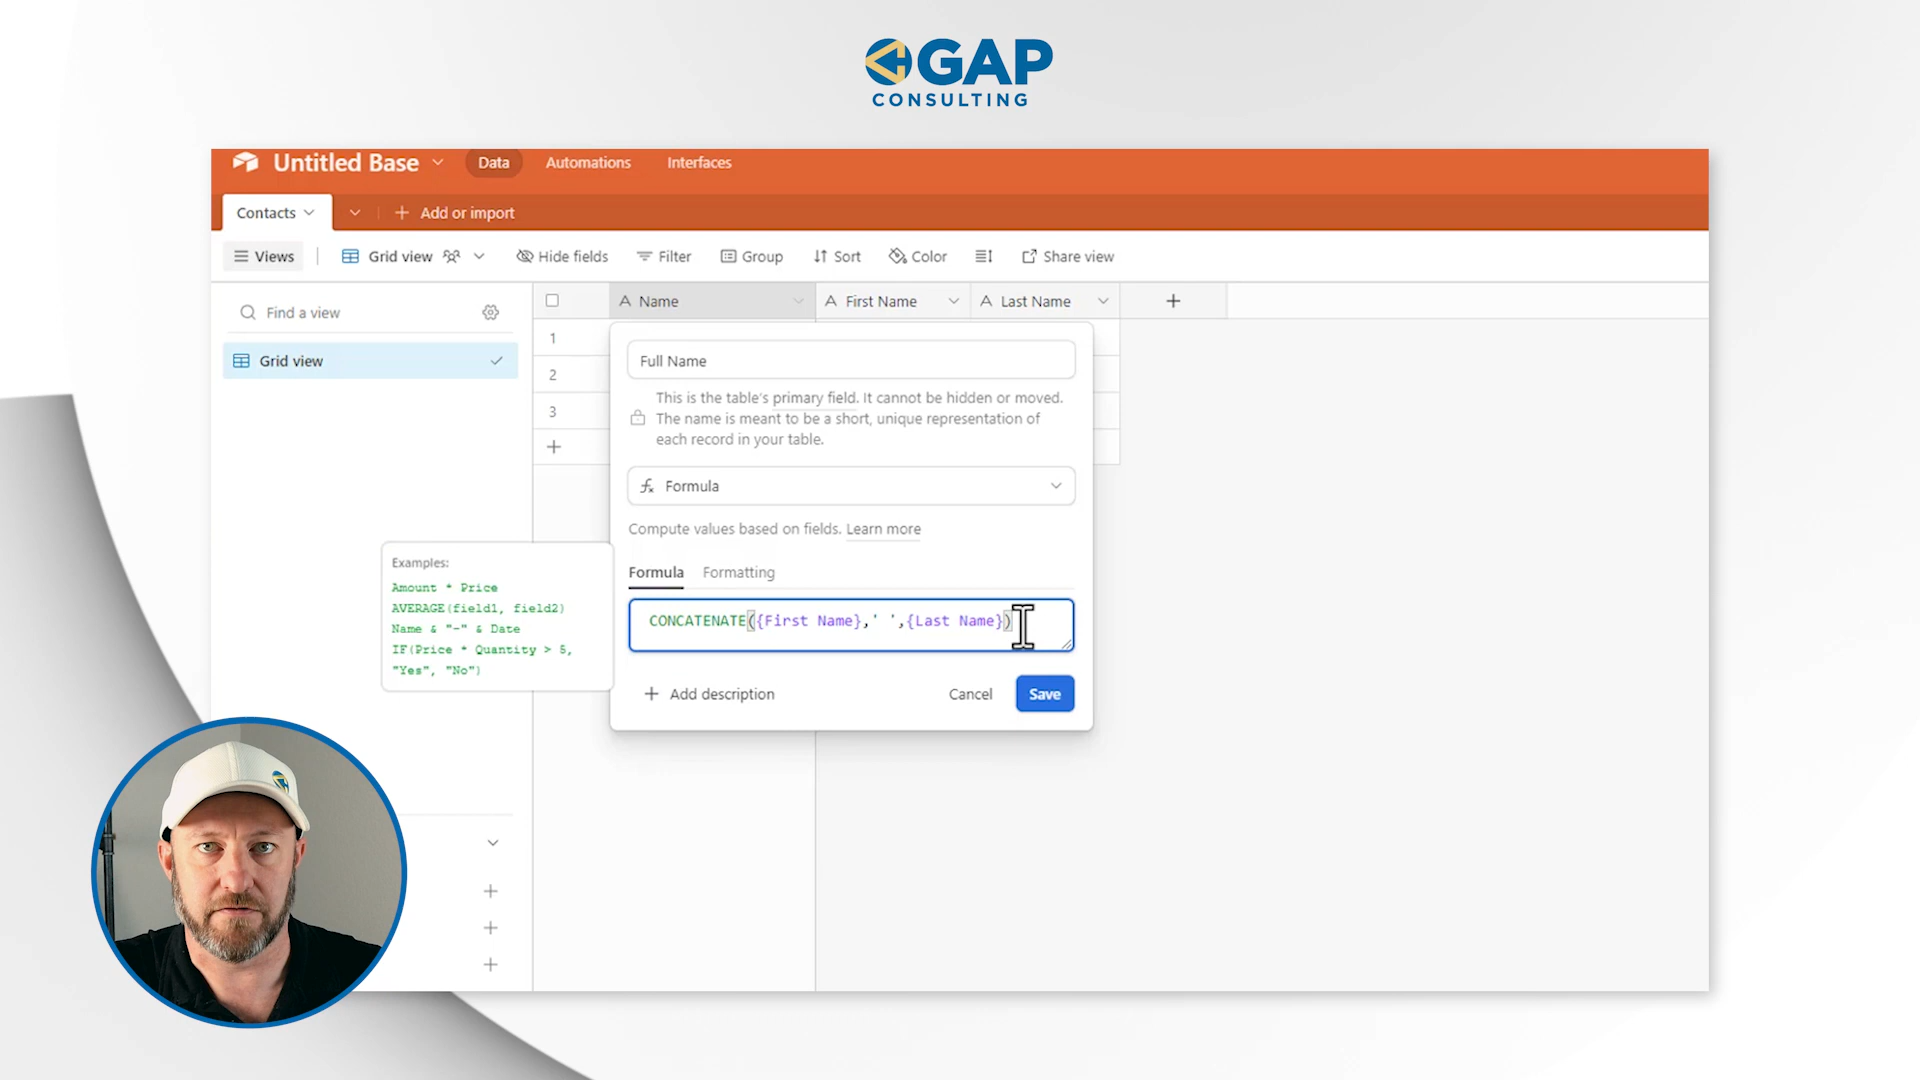 GAP
CONSULTING
Untitled Base
Data
Automations
Interfaces
Contacts
Add or import
Views
Grid view
Hide fields
Filter
Group
Sort
Color
Share view
Find a view
Grid view
A Name
A First Name
A Last Name
1
2
3
Full Name
This is the table's primary field. It cannot be hidden or moved.
The name is meant to be a short, unique representation of
each record in your table.
fx Formula
Compute values based on fields. Learn more
Formula
Formatting
CONCATENATE({First Name},' ',{Last Name})
Examples:
Amount * Price
AVERAGE(field1, field2)
Name & "-" & Date
IF(Price * Quantity > 5,
"Yes", "No")
Add description
Cancel
Save